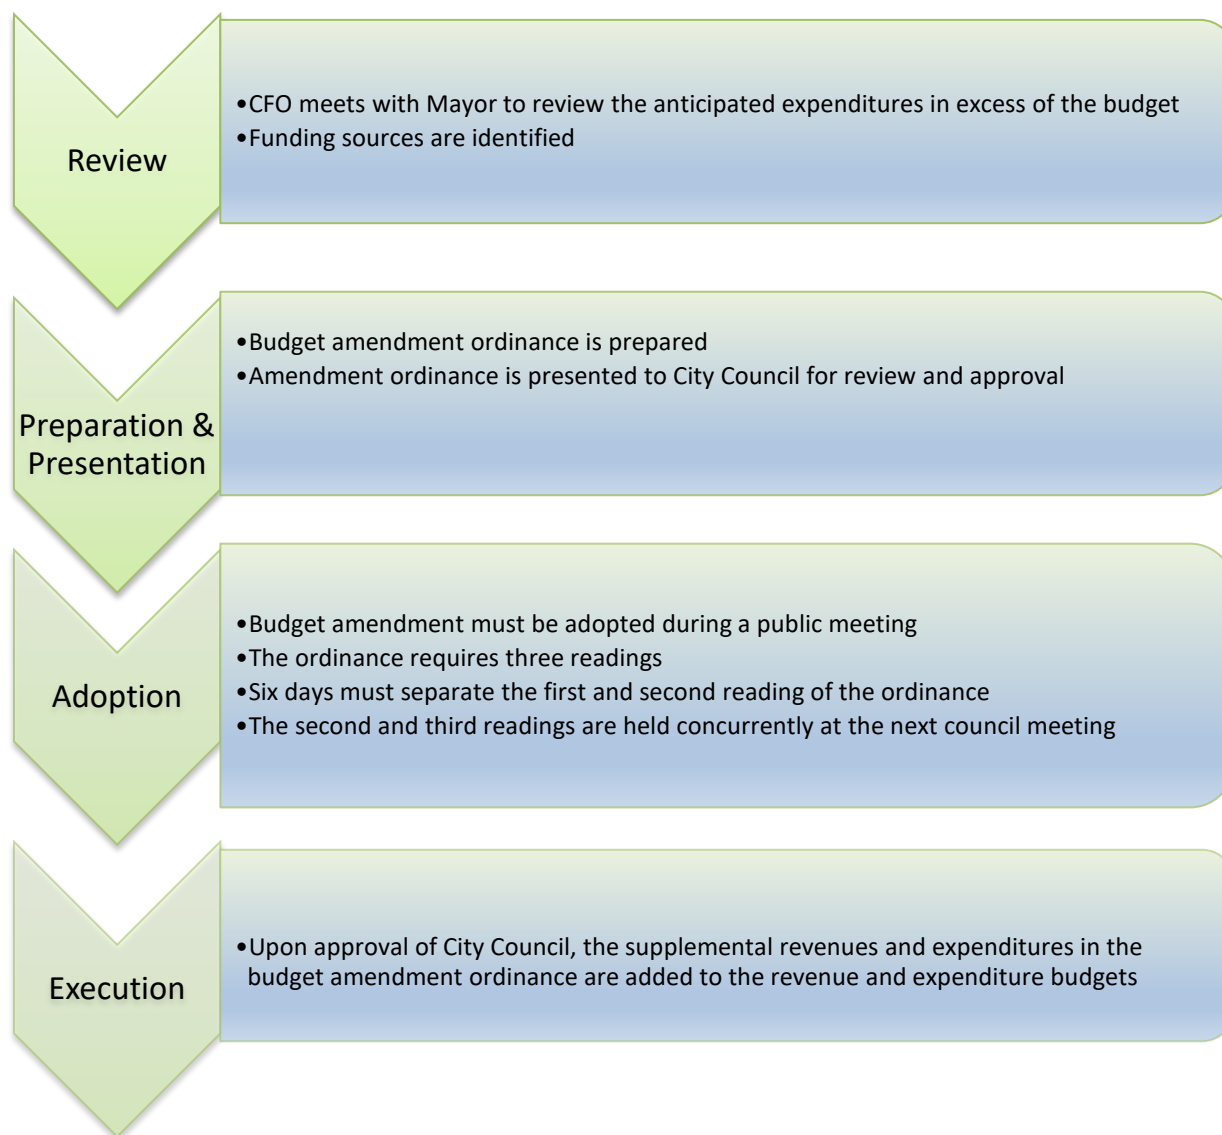 Review
•CFO meets with Mayor to review the anticipated expenditures in excess of the budget
•Funding sources are identified
Preparation &
Presentation
•Budget amendment ordinance is prepared
•Amendment ordinance is presented to City Council for review and approval
Adoption
•Budget amendment must be adopted during a public meeting
•The ordinance requires three readings
•Six days must separate the first and second reading of the ordinance
•The second and third readings are held concurrently at the next council meeting
Execution
•Upon approval of City Council, the supplemental revenues and expenditures in the
budget amendment ordinance are added to the revenue and expenditure budgets